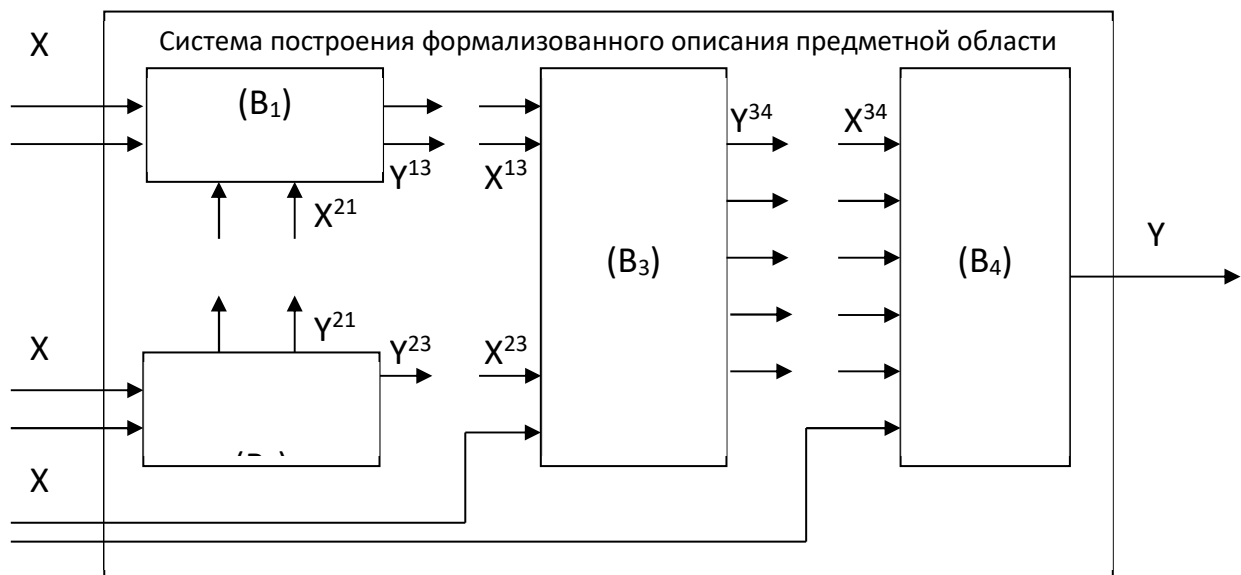 X
Система построения формализованного описания предметной области
(B₁)
Y³⁴
X³⁴
Y¹³
X¹³
X²¹
Y
(B₃)
(B₄)
Y²¹
X
Y²³
X²³
X